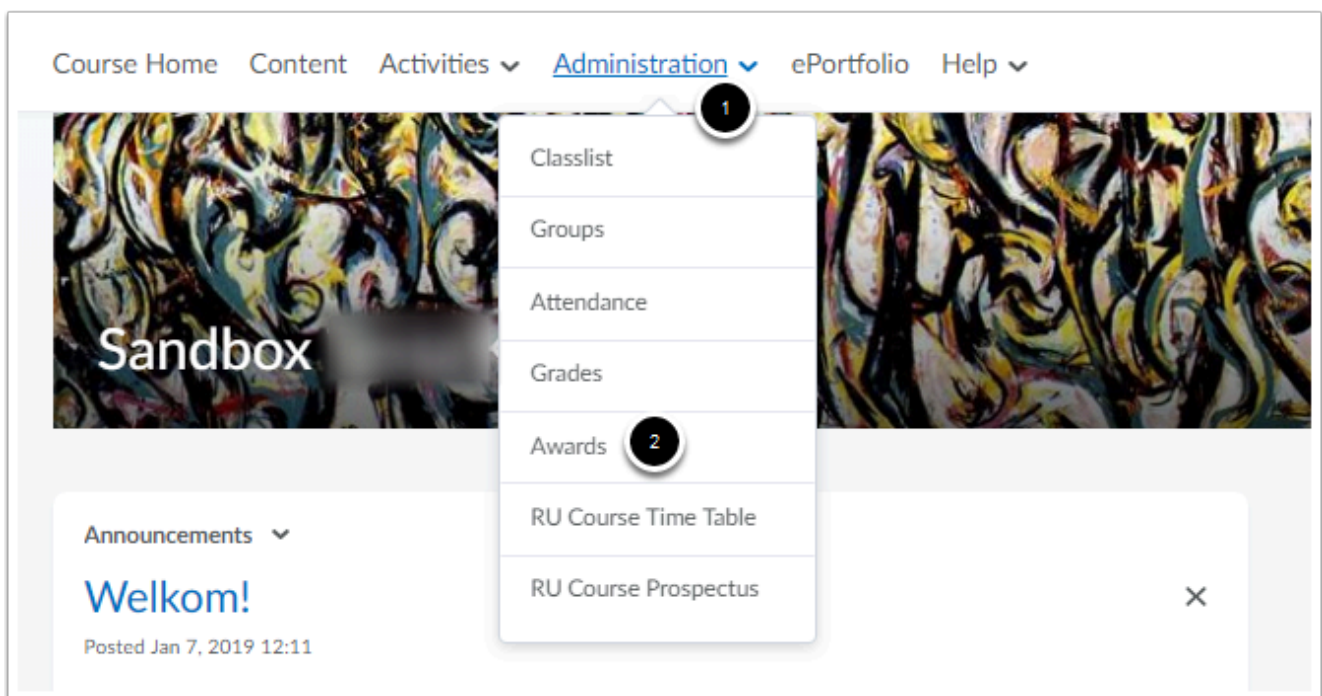 Course Home Content Activities Administration ePortfolio Help
1
Classlist
Groups
Attendance
Grades
Awards 2
RU Course Time Table
RU Course Prospectus
Sandbox
Announcements
Welkom!
Posted Jan 7, 2019 12:11